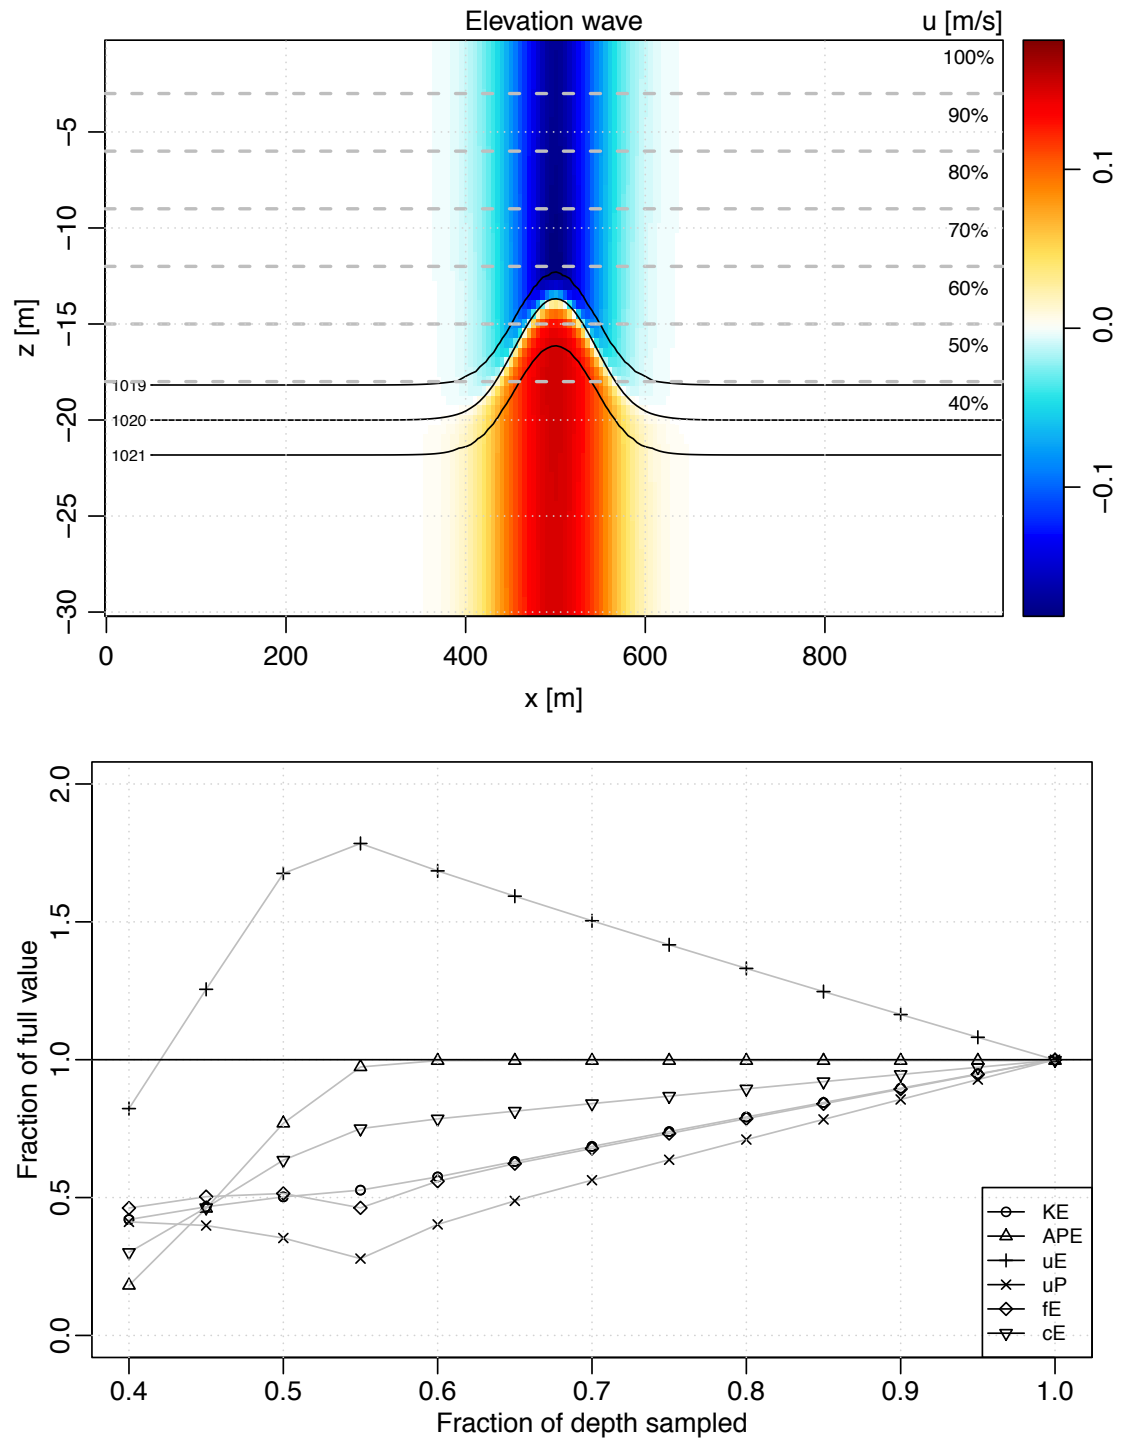 Elevation wave
u [m/s]
100%
90%
80%
70%
60%
50%
40%
1019
1020
1021
−5
−10
−15
−20
−25
−30
z [m]
0 200 400 600 800
x [m]
0.1
0.0
−0.1
2.0
1.5
1.0
0.5
0.0
Fraction of full value
KE
APE
uE
uP
fE
cE
0.4 0.5 0.6 0.7 0.8 0.9 1.0
Fraction of depth sampled